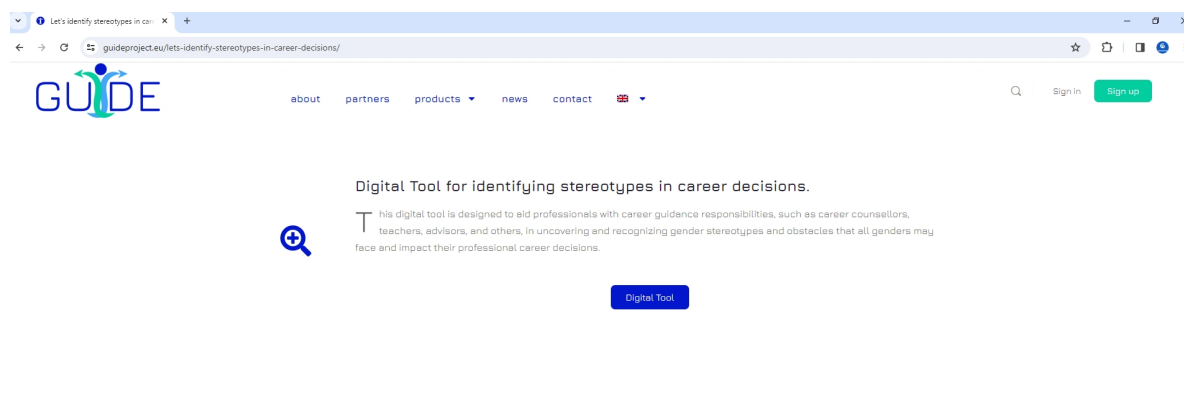 Let's identify stereotypes in car
guideproject.eu/lets-identify-stereotypes-in-career-decisions/
GUIDE
about partners products news contact
Sign in Sign up
Digital Tool for identifying stereotypes in career decisions.
This digital tool is designed to aid professionals with career guidance responsibilities, such as career counsellors,
teachers, advisors, and others, in uncovering and recognizing gender stereotypes and obstacles that all genders may
face and impact their professional career decisions.
Digital Tool